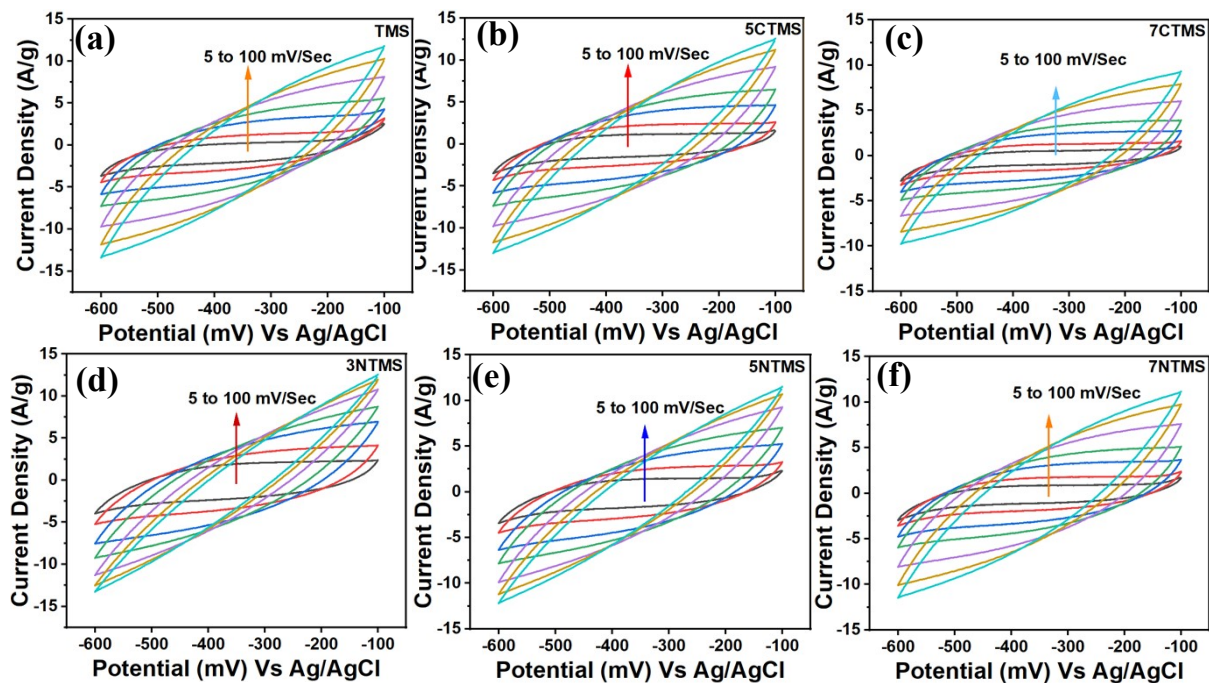 (a) TMS
5 to 100 mV/Sec
Current Density (A/g)
15
10
5
0
-5
-10
-15
-600 -500 -400 -300 -200 -100
Potential (mV) Vs Ag/AgCl
(b) 5CTMS
5 to 100 mV/Sec
Current Density (A/g)
15
10
5
0
-5
-10
-15
-600 -500 -400 -300 -200 -100
Potential (mV) Vs Ag/AgCl
(c) 7CTMS
5 to 100 mV/Sec
Current Density (A/g)
15
10
5
0
-5
-10
-15
-600 -500 -400 -300 -200 -100
Potential (mV) Vs Ag/AgCl
(d) 3NTMS
5 to 100 mV/Sec
Current Density (A/g)
15
10
5
0
-5
-10
-15
-600 -500 -400 -300 -200 -100
Potential (mV) Vs Ag/AgCl
(e) 5NTMS
5 to 100 mV/Sec
Current Density (A/g)
15
10
5
0
-5
-10
-15
-600 -500 -400 -300 -200 -100
Potential (mV) Vs Ag/AgCl
(f) 7NTMS
5 to 100 mV/Sec
Current Density (A/g)
15
10
5
0
-5
-10
-15
-600 -500 -400 -300 -200 -100
Potential (mV) Vs Ag/AgCl